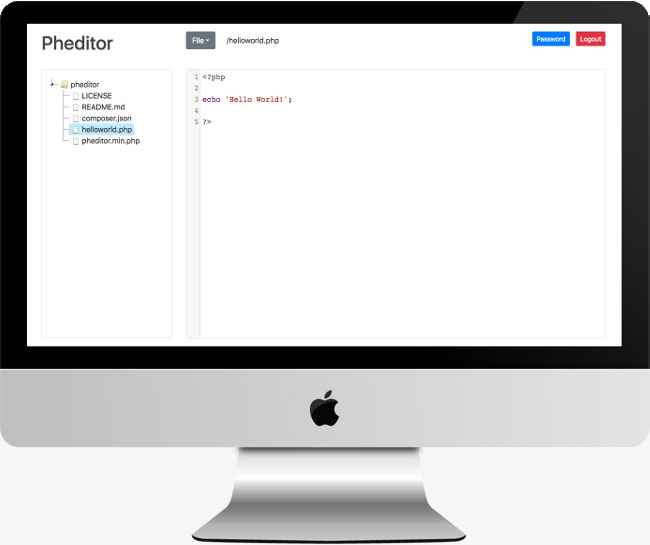 Pheditor
File
/helloworld.php
Password
Logout
pheditor
LICENSE
README.md
composer.json
helloworld.php
pheditor.min.php
1 <?php
2
3 echo 'Hello World!';
4
5 ?>